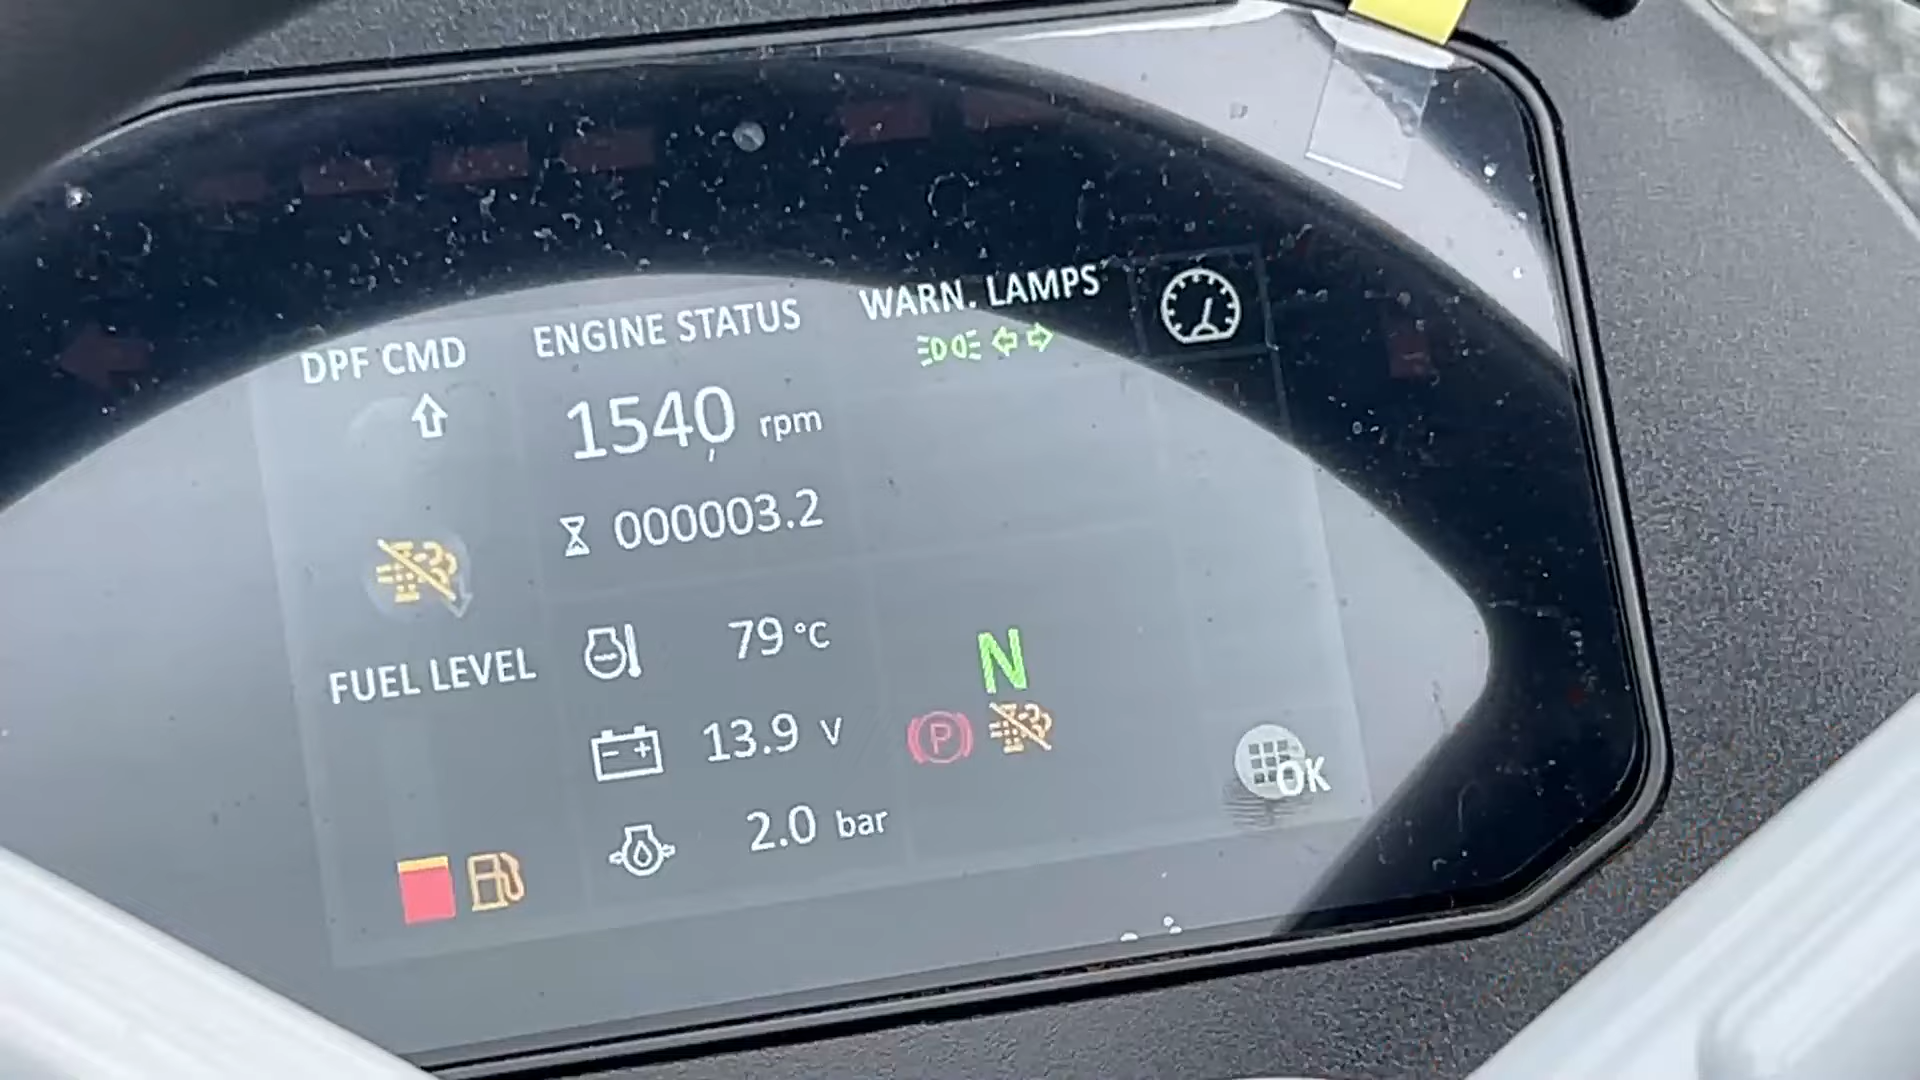 DPF CMD
ENGINE STATUS
WARN. LAMPS
1540 rpm
000003.2
79 °C
FUEL LEVEL
N
13.9 V
P
OK
2.0 bar